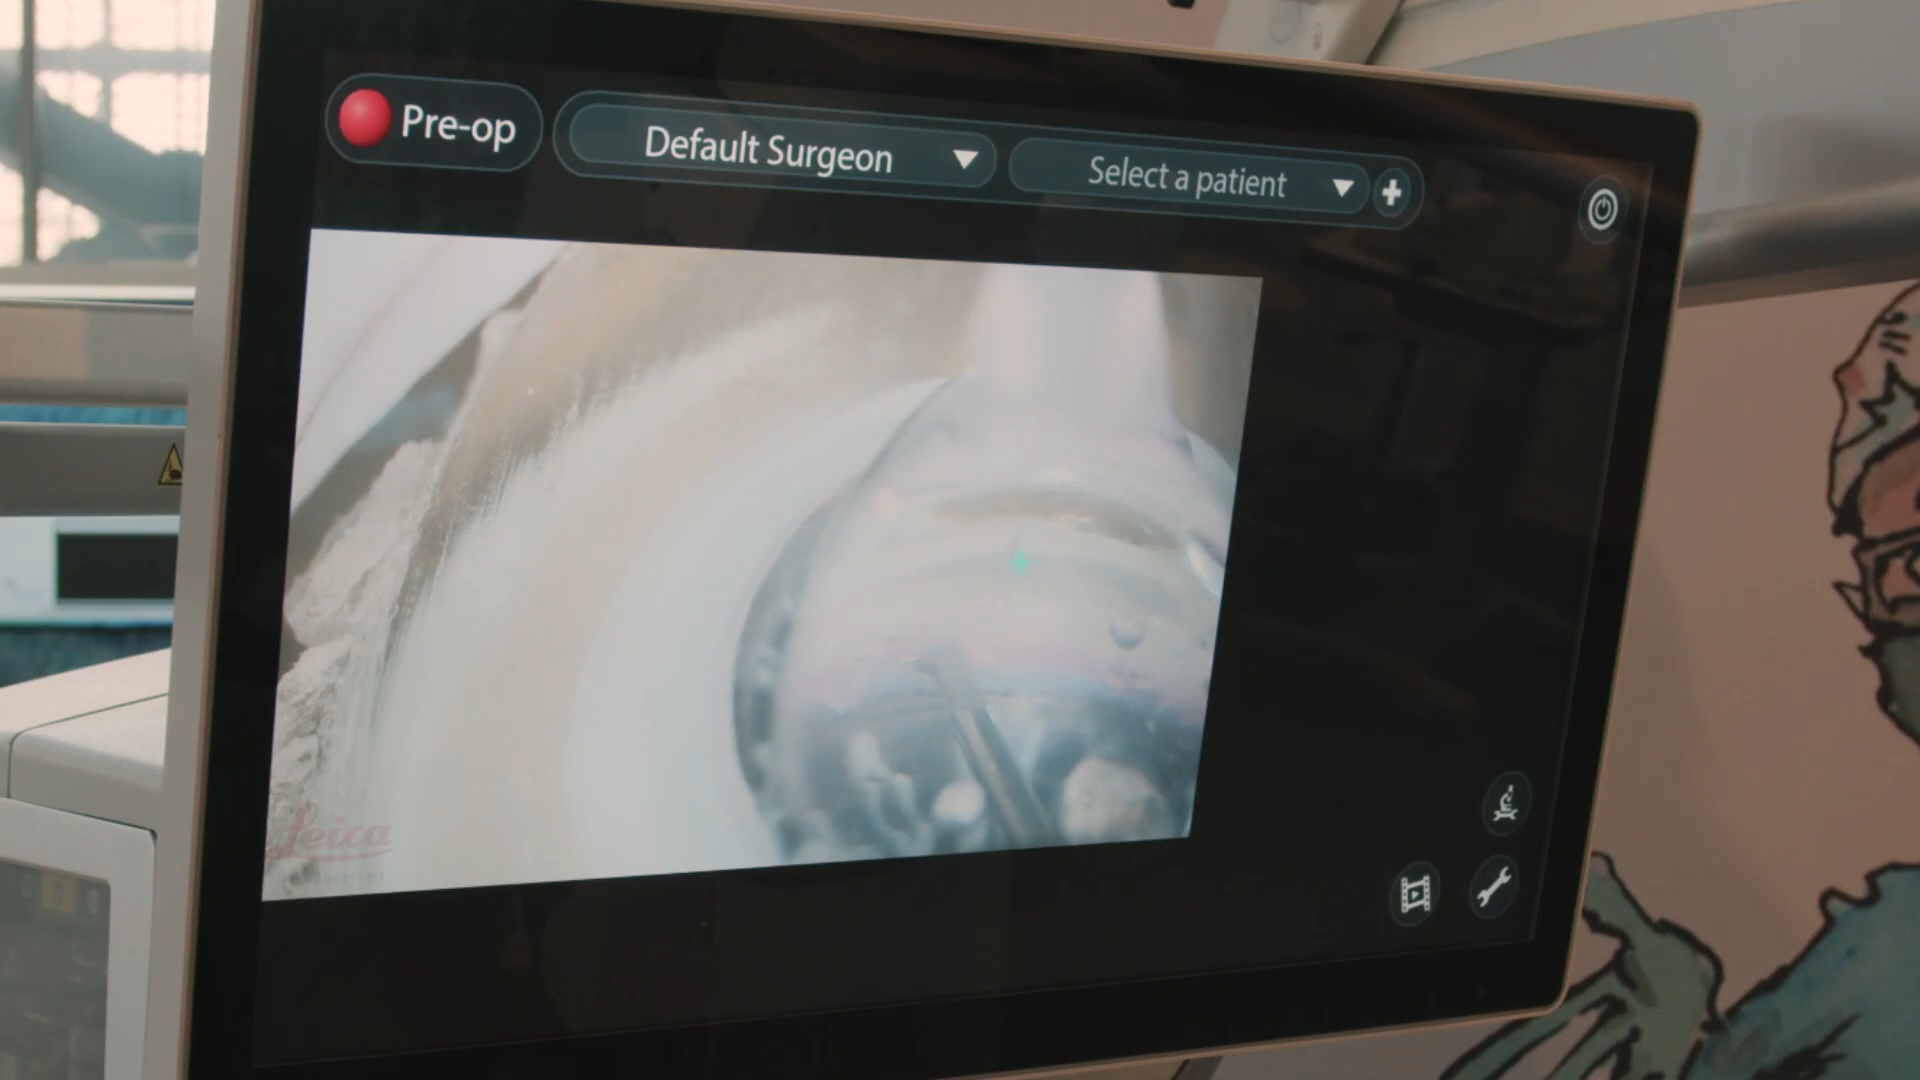 Pre-op
Default Surgeon
Select a patient
Leica